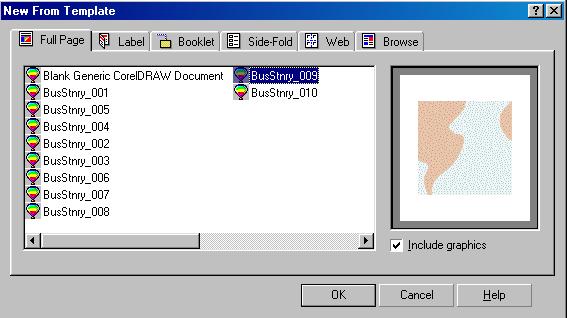 New From Template
Full Page Label Booklet Side-Fold Web Browse
Blank Generic CorelDRAW Document BusStnry_009
BusStnry_001 BusStnry_010
BusStnry_005
BusStnry_004
BusStnry_002
BusStnry_003
BusStnry_006
BusStnry_007
BusStnry_008
Include graphics
OK Cancel Help